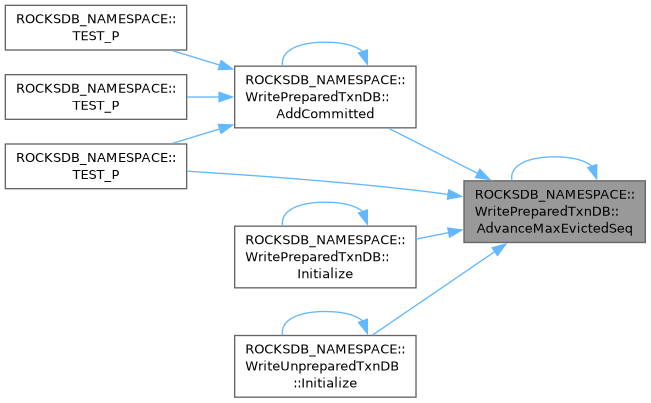 ROCKSDB_NAMESPACE::
TEST_P
ROCKSDB_NAMESPACE::
TEST_P
ROCKSDB_NAMESPACE::
TEST_P
ROCKSDB_NAMESPACE::
WritePreparedTxnDB::
AddCommitted
ROCKSDB_NAMESPACE::
WritePreparedTxnDB::
Initialize
ROCKSDB_NAMESPACE::
WriteUnpreparedTxnDB
::Initialize
ROCKSDB_NAMESPACE::
WritePreparedTxnDB::
AdvanceMaxEvictedSeq